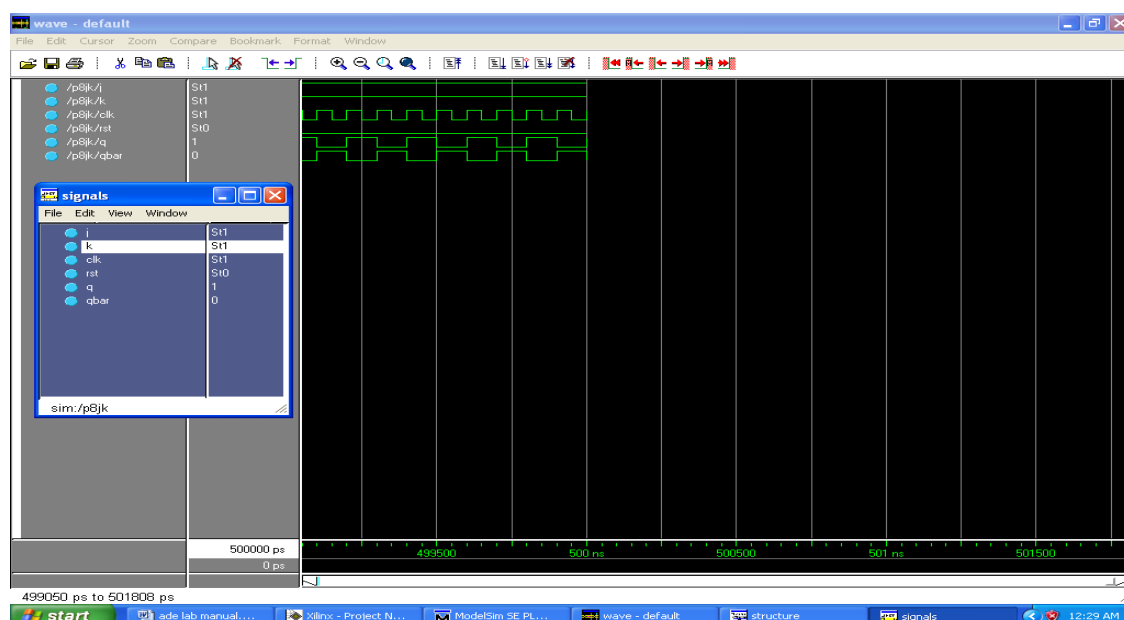 wave - default
File Edit Cursor Zoom Compare Bookmark Format Window
/p8jk/j St1
/p8jk/k St1
/p8jk/clk St1
/p8jk/rst St0
/p8jk/q 1
/p8jk/qbar 0
signals
File Edit View Window
j St1
k St1
clk St1
rst St0
q 1
qbar 0
sim:/p8jk
500000 ps
499500 500 ns 500500 501 ns 501500
0 ps
499050 ps to 501808 ps
start ade lab manual.... Xilinx - Project N... ModelSim SE PL... wave - default structure signals 12:29 AM